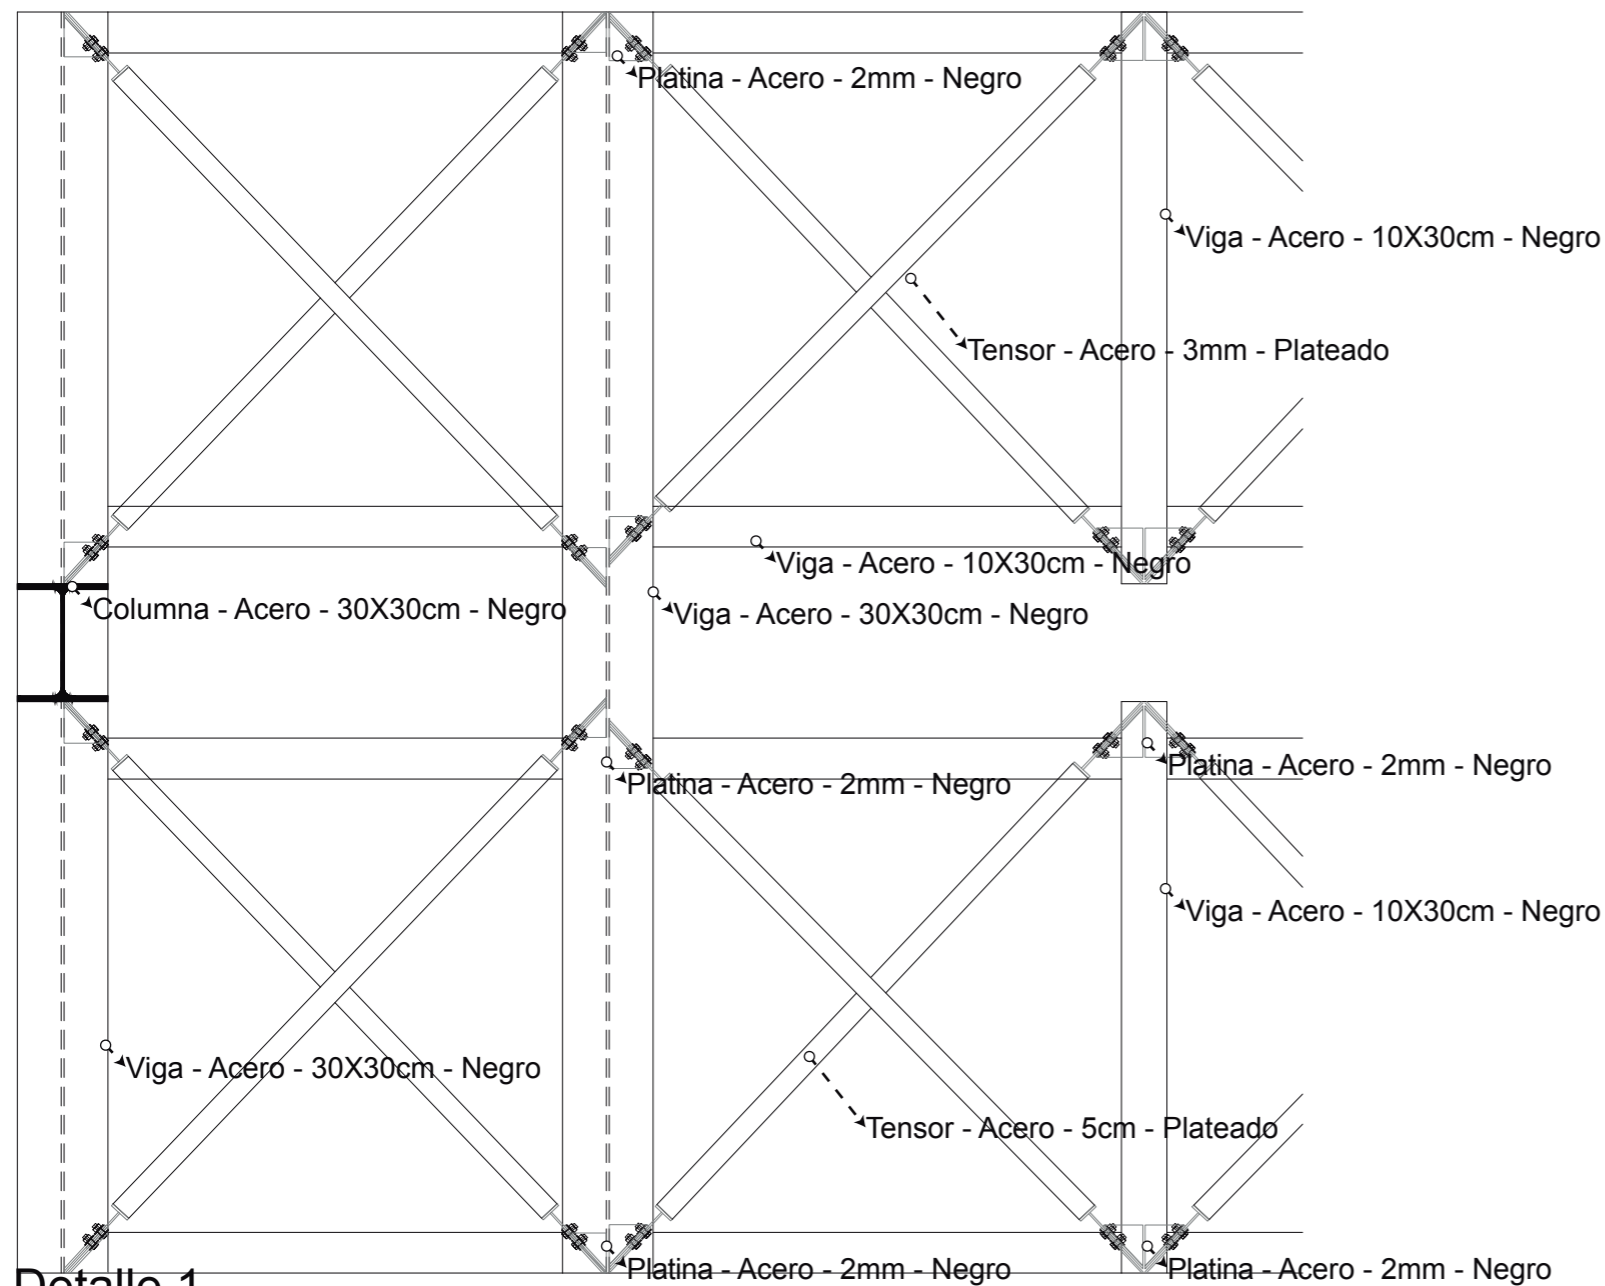 Platina - Acero - 2mm - Negro
Viga - Acero - 10X30cm - Negro
Tensor - Acero - 3mm - Plateado
Viga - Acero - 10X30cm - Negro
Columna - Acero - 30X30cm - Negro
Viga - Acero - 30X30cm - Negro
Platina - Acero - 2mm - Negro
Platina - Acero - 2mm - Negro
Viga - Acero - 10X30cm - Negro
Viga - Acero - 30X30cm - Negro
Tensor - Acero - 5cm - Plateado
Platina - Acero - 2mm - Negro
Platina - Acero - 2mm - Negro
Detalle 1